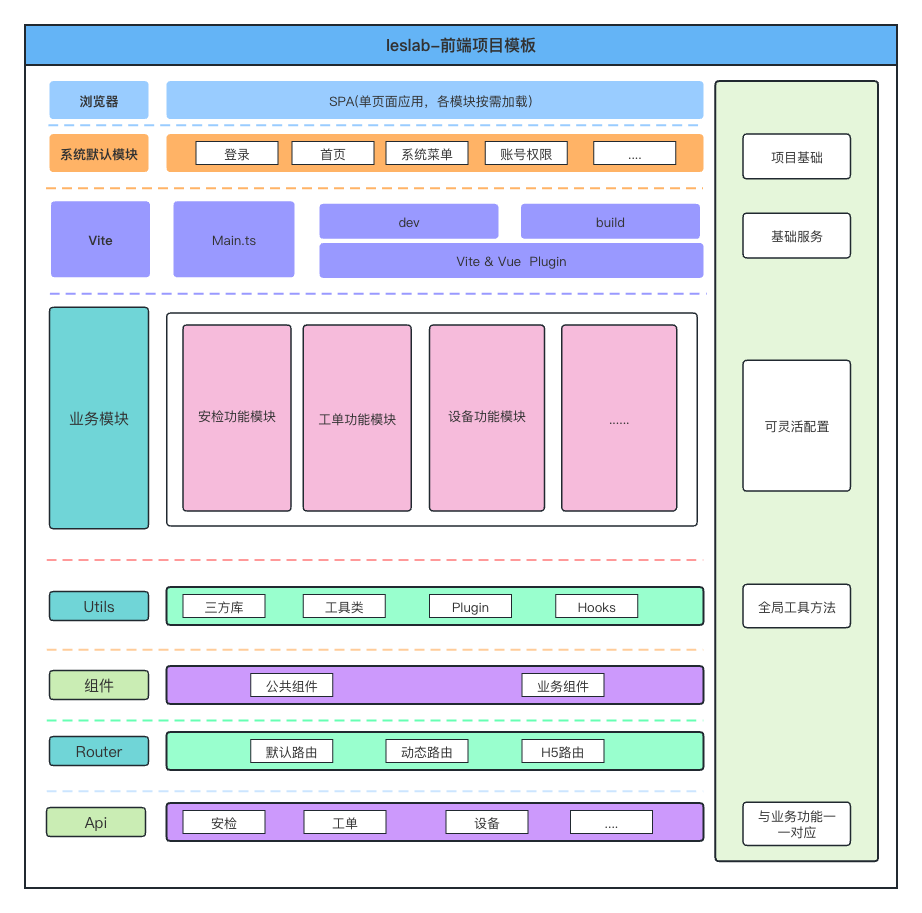 leslab-前端项目模板
浏览器
SPA(单页面应用，各模块按需加载)
系统默认模块
登录
首页
系统菜单
账号权限
....
项目基础
Vite
Main.ts
dev
build
Vite & Vue Plugin
基础服务
业务模块
安检功能模块
工单功能模块
设备功能模块
......
可灵活配置
Utils
三方库
工具类
Plugin
Hooks
全局工具方法
组件
公共组件
业务组件
Router
默认路由
动态路由
H5路由
Api
安检
工单
设备
....
与业务功能一
一对应